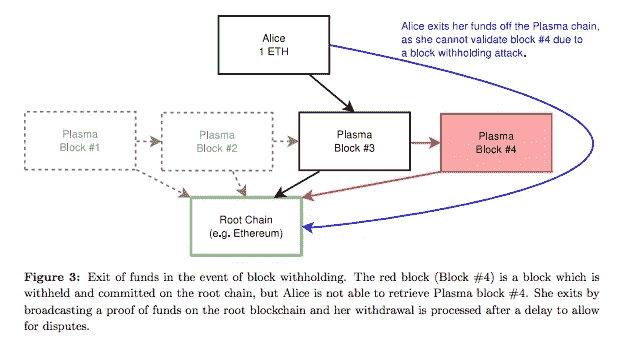 Alice
1 ETH
Alice exits her funds off the Plasma chain,
as she cannot validate block #4 due to
a block withholding attack.
Plasma
Block #1
Plasma
Block #2
Plasma
Block #3
Plasma
Block #4
Root Chain
(e.g. Ethereum)
Figure 3: Exit of funds in the event of block withholding. The red block (Block #4) is a block which is
withheld and committed on the root chain, but Alice is not able to retrieve Plasma block #4. She exits by
broadcasting a proof of funds on the root blockchain and her withdrawal is processed after a delay to allow
for disputes.